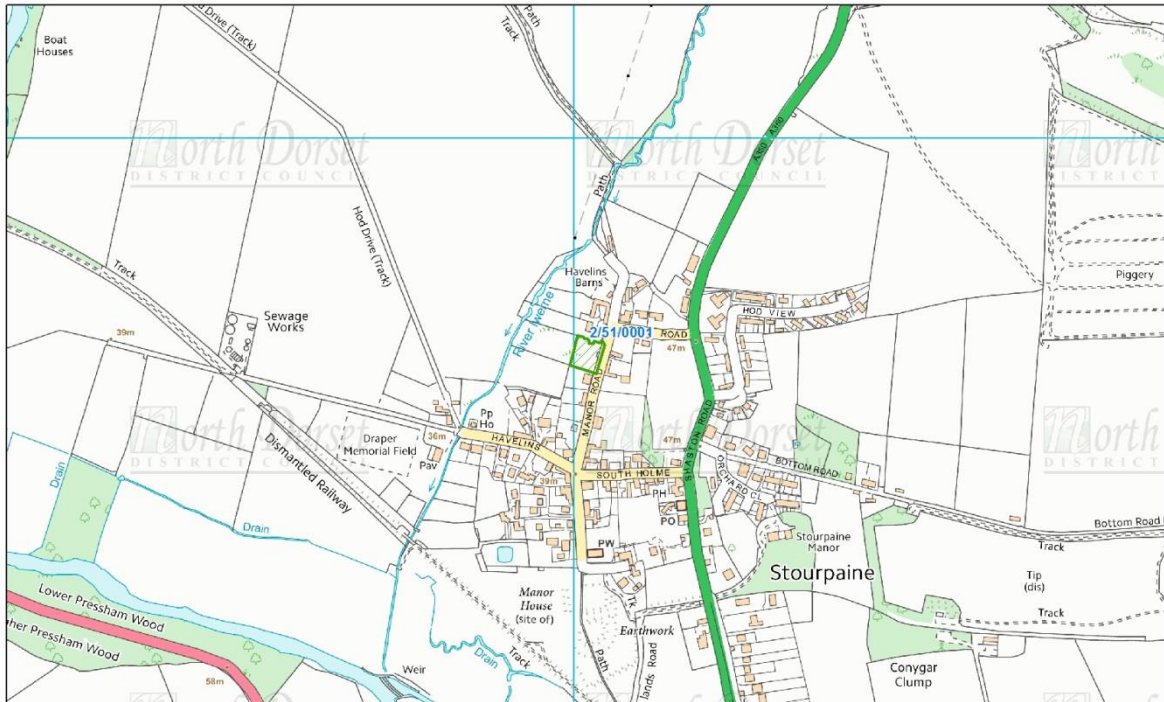 Boat
Houses
d Drive (Track)
Path
Track
North Dorset
DISTRICT COUNCIL
North Dorset
DISTRICT COUNCIL
North
DISTRICT
A350
A350
Path
Hod Drive (Track)
Track
Havelins
Barns
Piggery
HOD VIEW
River Iwerne
2/51/0001
ROAD
47m
Sewage
Works
39m
MANOR ROAD
North Dorset
DISTRICT COUNCIL
North Dorset
DISTRICT COUNCIL
North
DISTRICT
Pp
Ho
36m
HAVELINS
Draper
Memorial Field
Pav
Dismantled Railway
47m
SHASTON ROAD
BOTTOM ROAD
ORCHARD CL
39m
SOUTH HOLME
PH
PO
PW
Drain
Drain
Bottom Road
Track
Stourpaine
Manor
Stourpaine
Tip
(dis)
Track
Manor
House
(site of)
Tk
Earthwork
Lower Pressham Wood
her Pressham Wood
58m
Weir
Drain
Track
Path
lands Road
Conygar
Clump